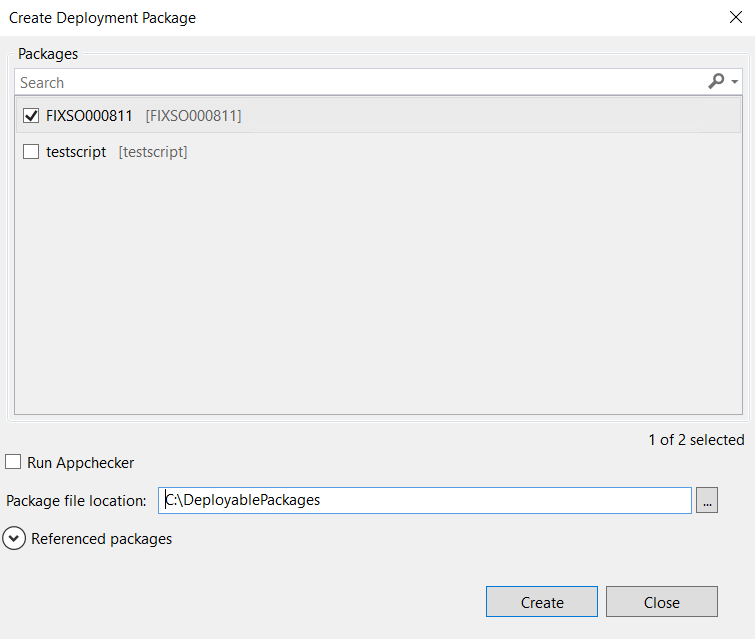 Create Deployment Package
Packages
Search
FIXSO000811 [FIXSO000811]
testscript [testscript]
1 of 2 selected
Run Appchecker
Package file location: C:\DeployablePackages ...
Referenced packages
Create Close